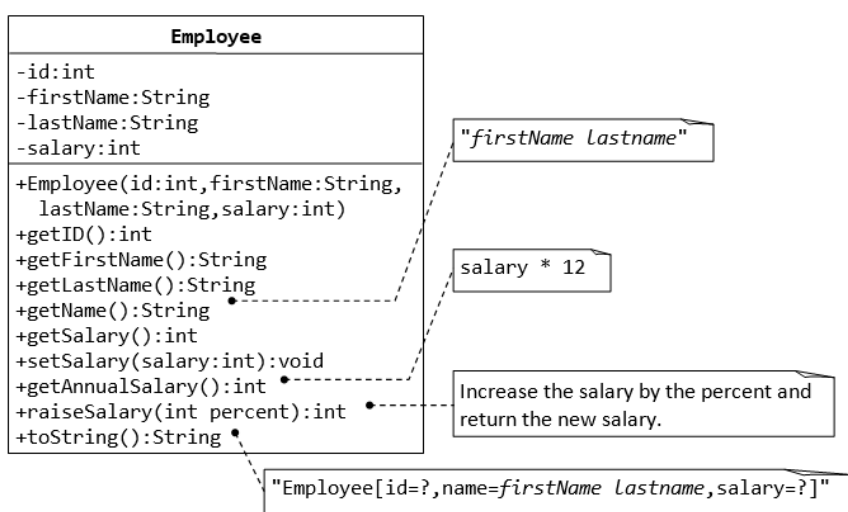 Employee
-id:int
-firstName:String
-lastName:String
-salary:int
+Employee(id:int,firstName:String,
lastName:String,salary:int)
+getID():int
+getFirstName():String
+getLastName():String
+getName():String
+getSalary():int
+setSalary(salary:int):void
+getAnnualSalary():int
+raiseSalary(int percent):int
+toString():String
"firstName lastname"
salary * 12
Increase the salary by the percent and
return the new salary.
"Employee[id=?,name=firstName lastname,salary=?]"